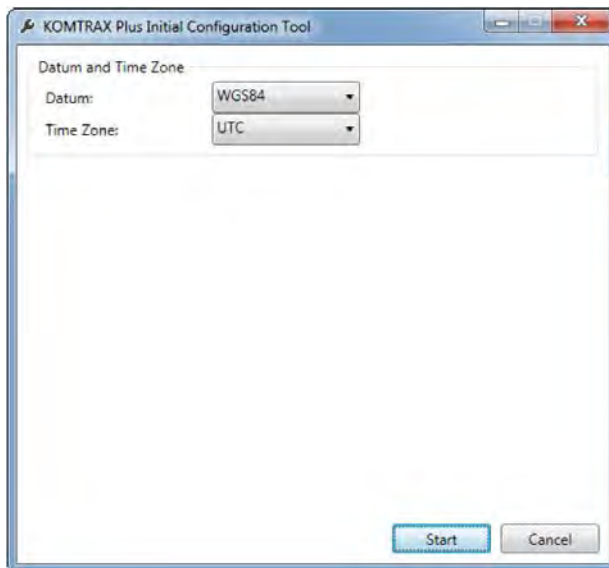 KOMTRAX Plus Initial Configuration Tool
Datum and Time Zone
Datum: WGS84
Time Zone: UTC
Start Cancel